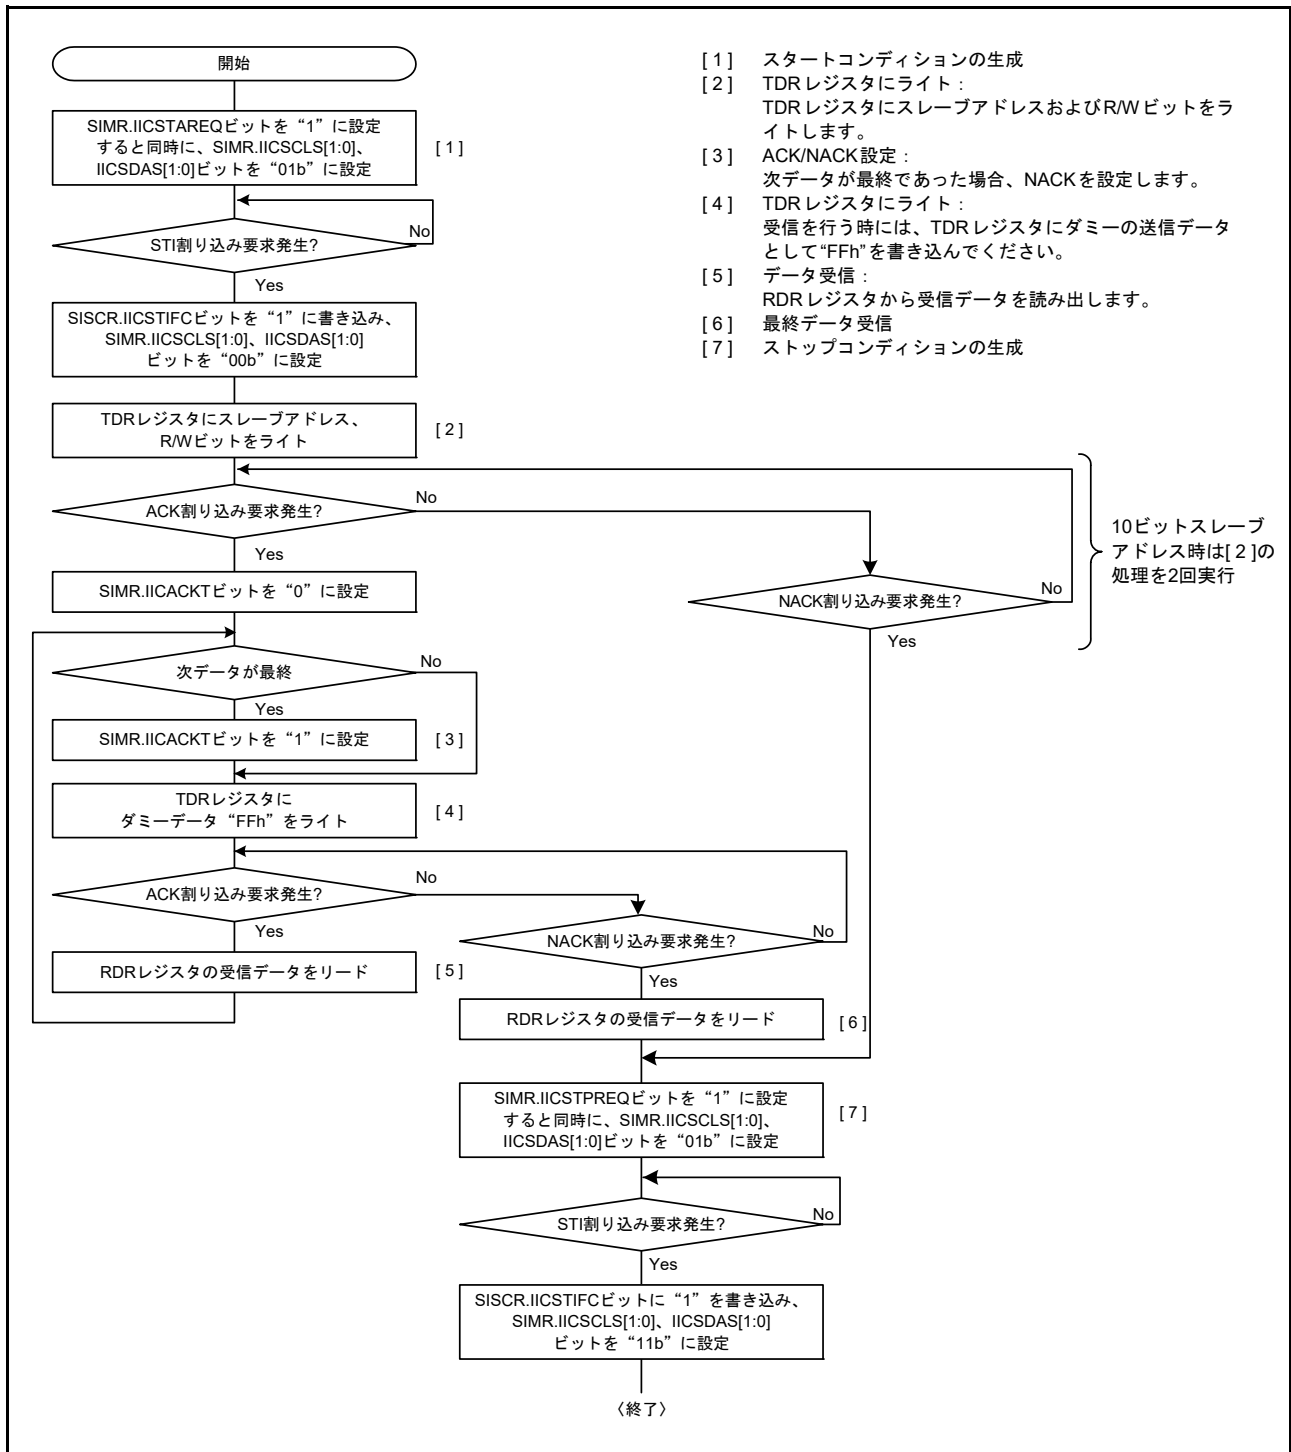 開始
SIMR.IICSTAREQビットを“1”に設定
すると同時に、SIMR.IICSCLS[1:0]、
IICSDAS[1:0]ビットを“01b”に設定
[ 1 ]
STI割り込み要求発生?
No
Yes
SISCR.IICSTIFCビットを“1”に書き込み、
SIMR.IICSCLS[1:0]、IICSDAS[1:0]
ビットを“00b”に設定
TDRレジスタにスレーブアドレス、
R/Wビットをライト
[ 2 ]
ACK割り込み要求発生?
No
Yes
SIMR.IICACKTビットを“0”に設定
次データが最終
No
Yes
SIMR.IICACKTビットを“1”に設定
[ 3 ]
TDRレジスタに
ダミーデータ“FFh”をライト
[ 4 ]
ACK割り込み要求発生?
No
Yes
RDRレジスタの受信データをリード
[ 5 ]
[ 1 ] スタートコンディションの生成
[ 2 ] TDRレジスタにライト：
TDRレジスタにスレーブアドレスおよびR/Wビットをラ
イトします。
[ 3 ] ACK/NACK設定：
次データが最終であった場合、NACKを設定します。
[ 4 ] TDRレジスタにライト：
受信を行う時には、TDRレジスタにダミーの送信データ
として“FFh”を書き込んでください。
[ 5 ] データ受信：
RDRレジスタから受信データを読み出します。
[ 6 ] 最終データ受信
[ 7 ] ストップコンディションの生成
NACK割り込み要求発生?
No
Yes
10ビットスレーブ
アドレス時は[ 2 ]の
処理を2回実行
NACK割り込み要求発生?
No
Yes
RDRレジスタの受信データをリード
[ 6 ]
SIMR.IICSTPREQビットを“1”に設定
すると同時に、SIMR.IICSCLS[1:0]、
IICSDAS[1:0]ビットを“01b”に設定
[ 7 ]
STI割り込み要求発生?
No
Yes
SISCR.IICSTIFCビットに“1”を書き込み、
SIMR.IICSCLS[1:0]、IICSDAS[1:0]
ビットを“11b”に設定
〈終了〉